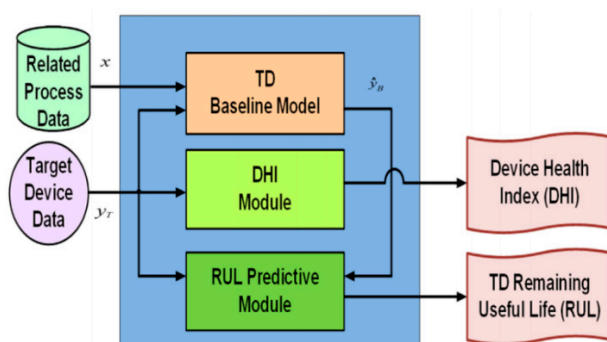 Related
Process
Data
x
TD
Baseline Model
ŷ_B
Target
Device
Data
y_T
DHI
Module
Device Health
Index (DHI)
RUL Predictive
Module
TD Remaining
Useful Life (RUL)